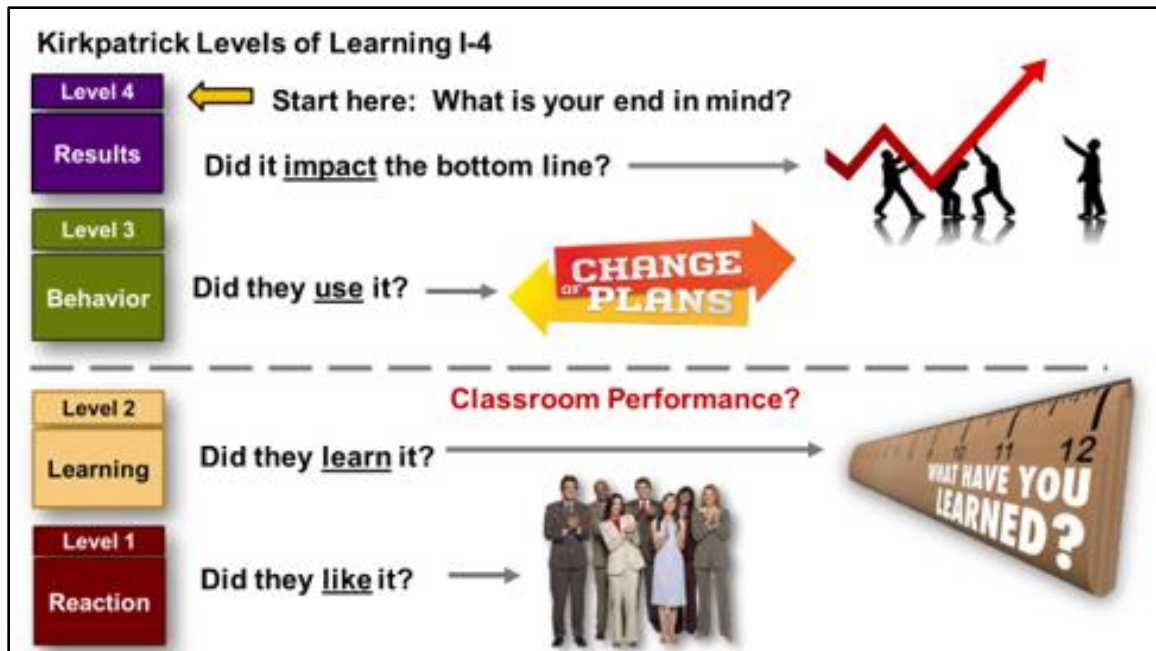 Kirkpatrick Levels of Learning I-4
Level 4
Start here: What is your end in mind?
Results
Did it impact the bottom line?
Level 3
Behavior
Did they use it?
CHANGE
OF PLANS
Classroom Performance?
Level 2
Learning
Did they learn it?
9 10 11 12
WHAT HAVE YOU
LEARNED?
Level 1
Reaction
Did they like it?